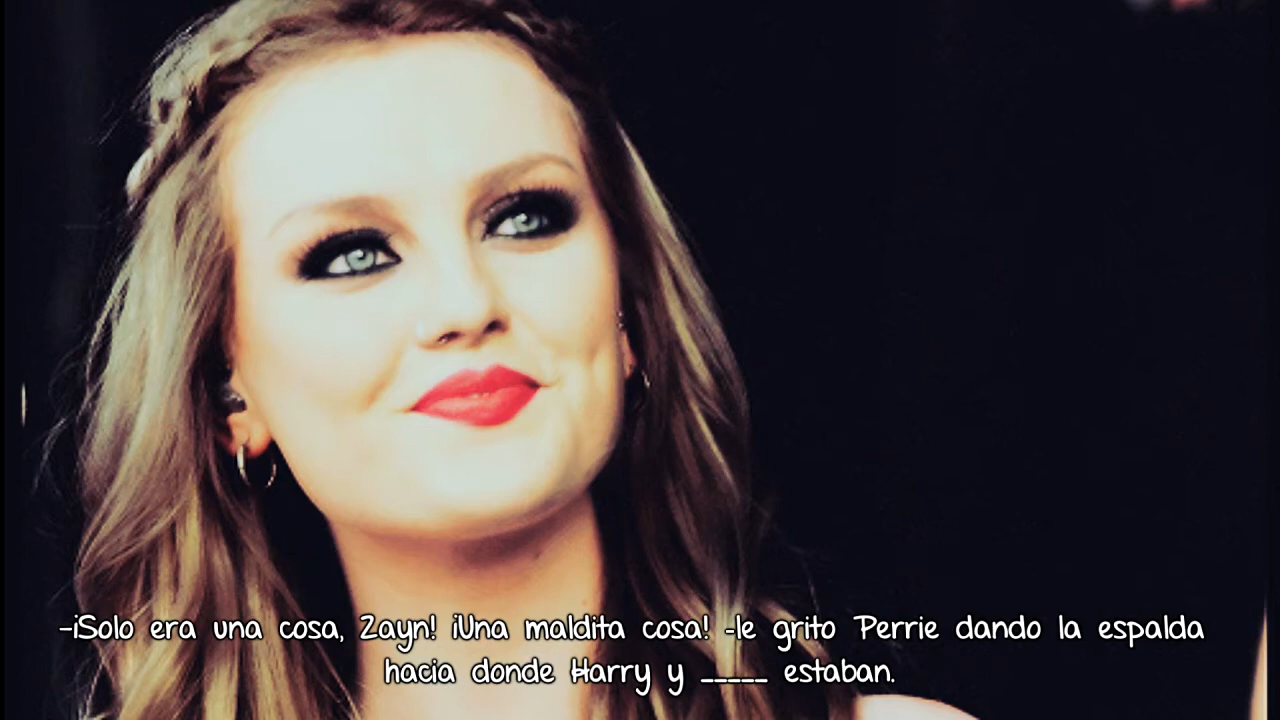 -¡Solo era una cosa, Zayn! ¡Una maldita cosa! -le grito Perrie dando la espalda
hacia donde Harry y _____ estaban.